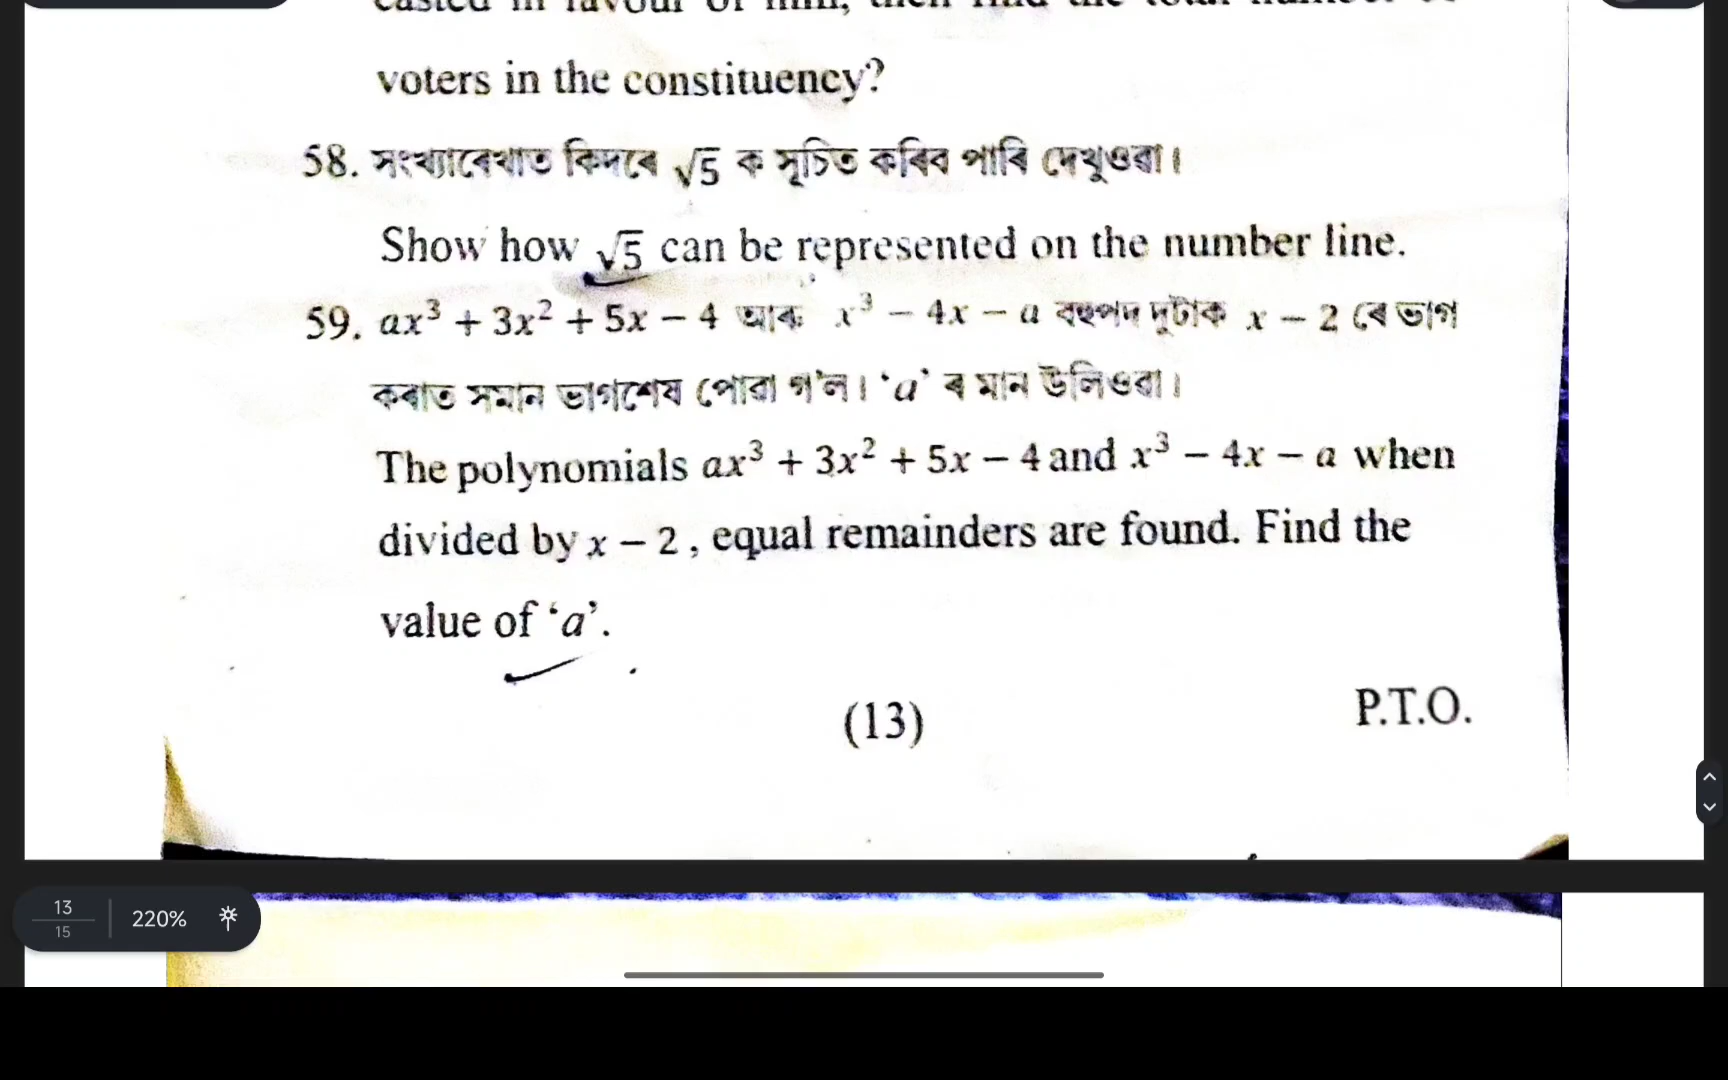 voters in the constituency?
58. সংখ্যাৰেখাত কিদৰে √5 ক সূচিত কৰিব পাৰি দেখুওৱা।
Show how √5 can be represented on the number line.
59. ax³ + 3x² + 5x − 4 আৰু x³ − 4x − a বহুপদ দুটাক x − 2 ৰে ভাগ
কৰাত সমান ভাগশেষ পোৱা গ'ল। ‘a’ ৰ মান উলিওৱা।
The polynomials ax³ + 3x² + 5x − 4 and x³ − 4x − a when
divided by x − 2, equal remainders are found. Find the
value of ‘a’.
(13) P.T.O.
13
15
220%